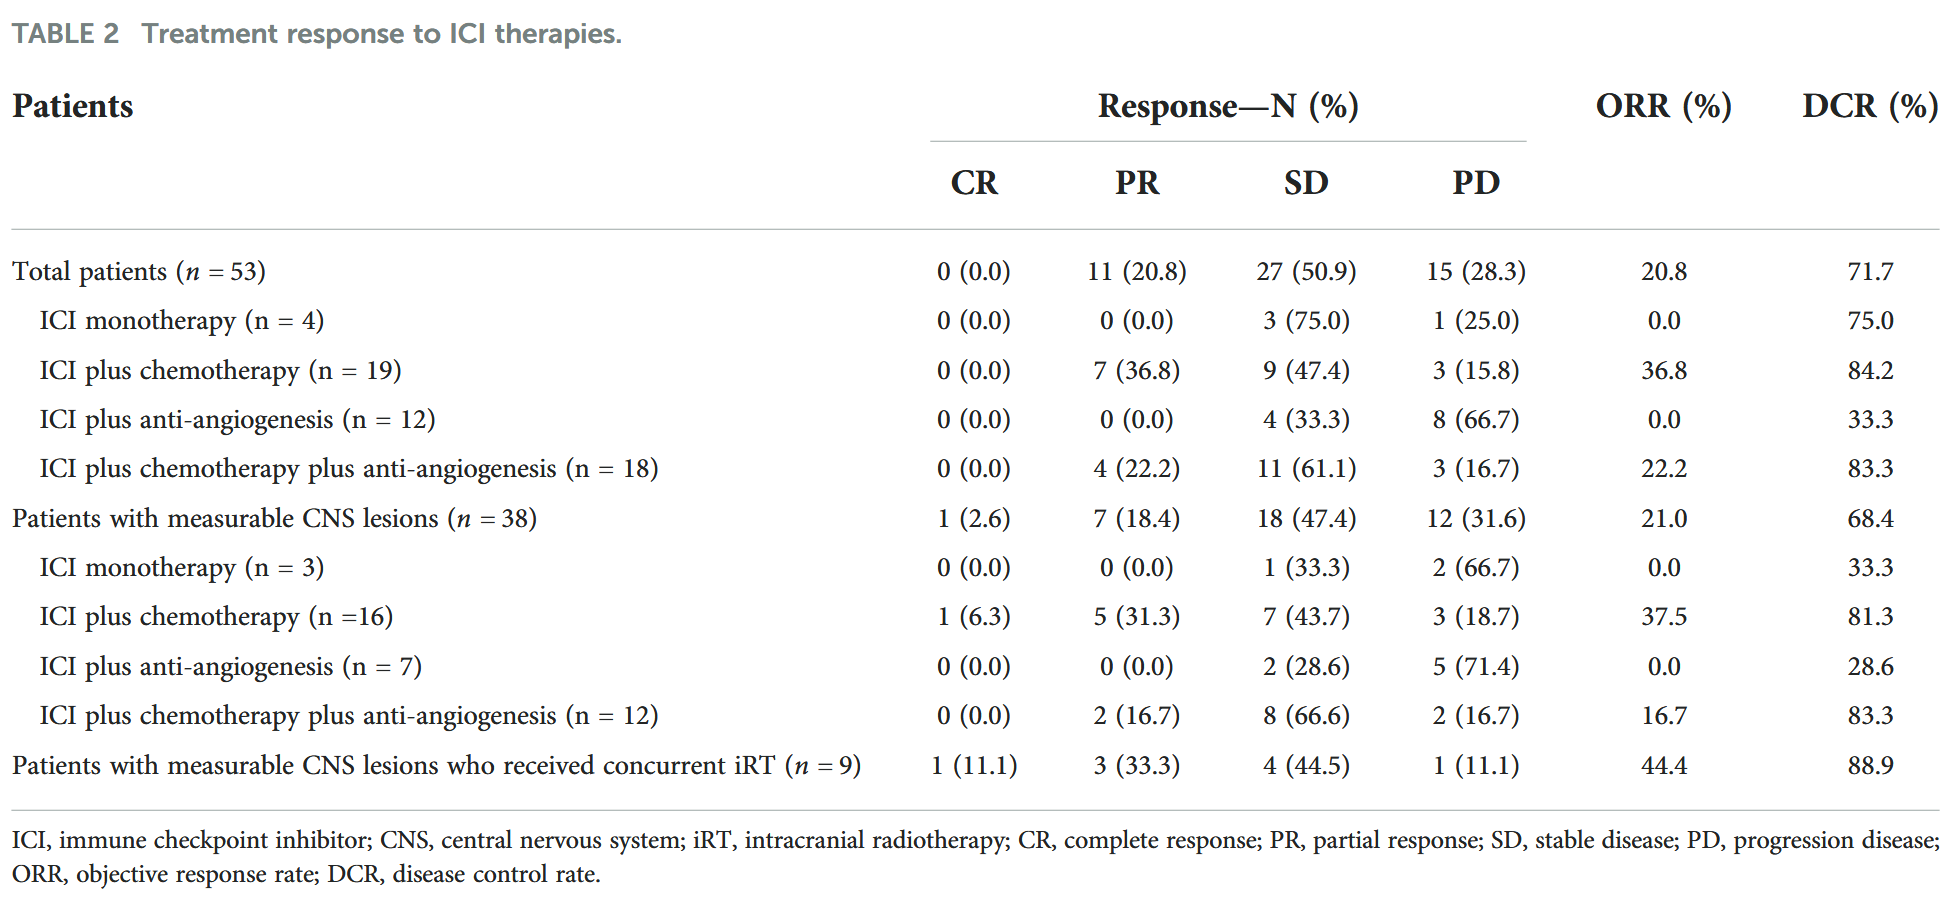 TABLE 2 Treatment response to ICI therapies.
Patients Response—N (%) ORR (%) DCR (%)
CR PR SD PD
Total patients (n = 53) 0 (0.0) 11 (20.8) 27 (50.9) 15 (28.3) 20.8 71.7
ICI monotherapy (n = 4) 0 (0.0) 0 (0.0) 3 (75.0) 1 (25.0) 0.0 75.0
ICI plus chemotherapy (n = 19) 0 (0.0) 7 (36.8) 9 (47.4) 3 (15.8) 36.8 84.2
ICI plus anti-angiogenesis (n = 12) 0 (0.0) 0 (0.0) 4 (33.3) 8 (66.7) 0.0 33.3
ICI plus chemotherapy plus anti-angiogenesis (n = 18) 0 (0.0) 4 (22.2) 11 (61.1) 3 (16.7) 22.2 83.3
Patients with measurable CNS lesions (n = 38) 1 (2.6) 7 (18.4) 18 (47.4) 12 (31.6) 21.0 68.4
ICI monotherapy (n = 3) 0 (0.0) 0 (0.0) 1 (33.3) 2 (66.7) 0.0 33.3
ICI plus chemotherapy (n =16) 1 (6.3) 5 (31.3) 7 (43.7) 3 (18.7) 37.5 81.3
ICI plus anti-angiogenesis (n = 7) 0 (0.0) 0 (0.0) 2 (28.6) 5 (71.4) 0.0 28.6
ICI plus chemotherapy plus anti-angiogenesis (n = 12) 0 (0.0) 2 (16.7) 8 (66.6) 2 (16.7) 16.7 83.3
Patients with measurable CNS lesions who received concurrent iRT (n = 9) 1 (11.1) 3 (33.3) 4 (44.5) 1 (11.1) 44.4 88.9
ICI, immune checkpoint inhibitor; CNS, central nervous system; iRT, intracranial radiotherapy; CR, complete response; PR, partial response; SD, stable disease; PD, progression disease;
ORR, objective response rate; DCR, disease control rate.